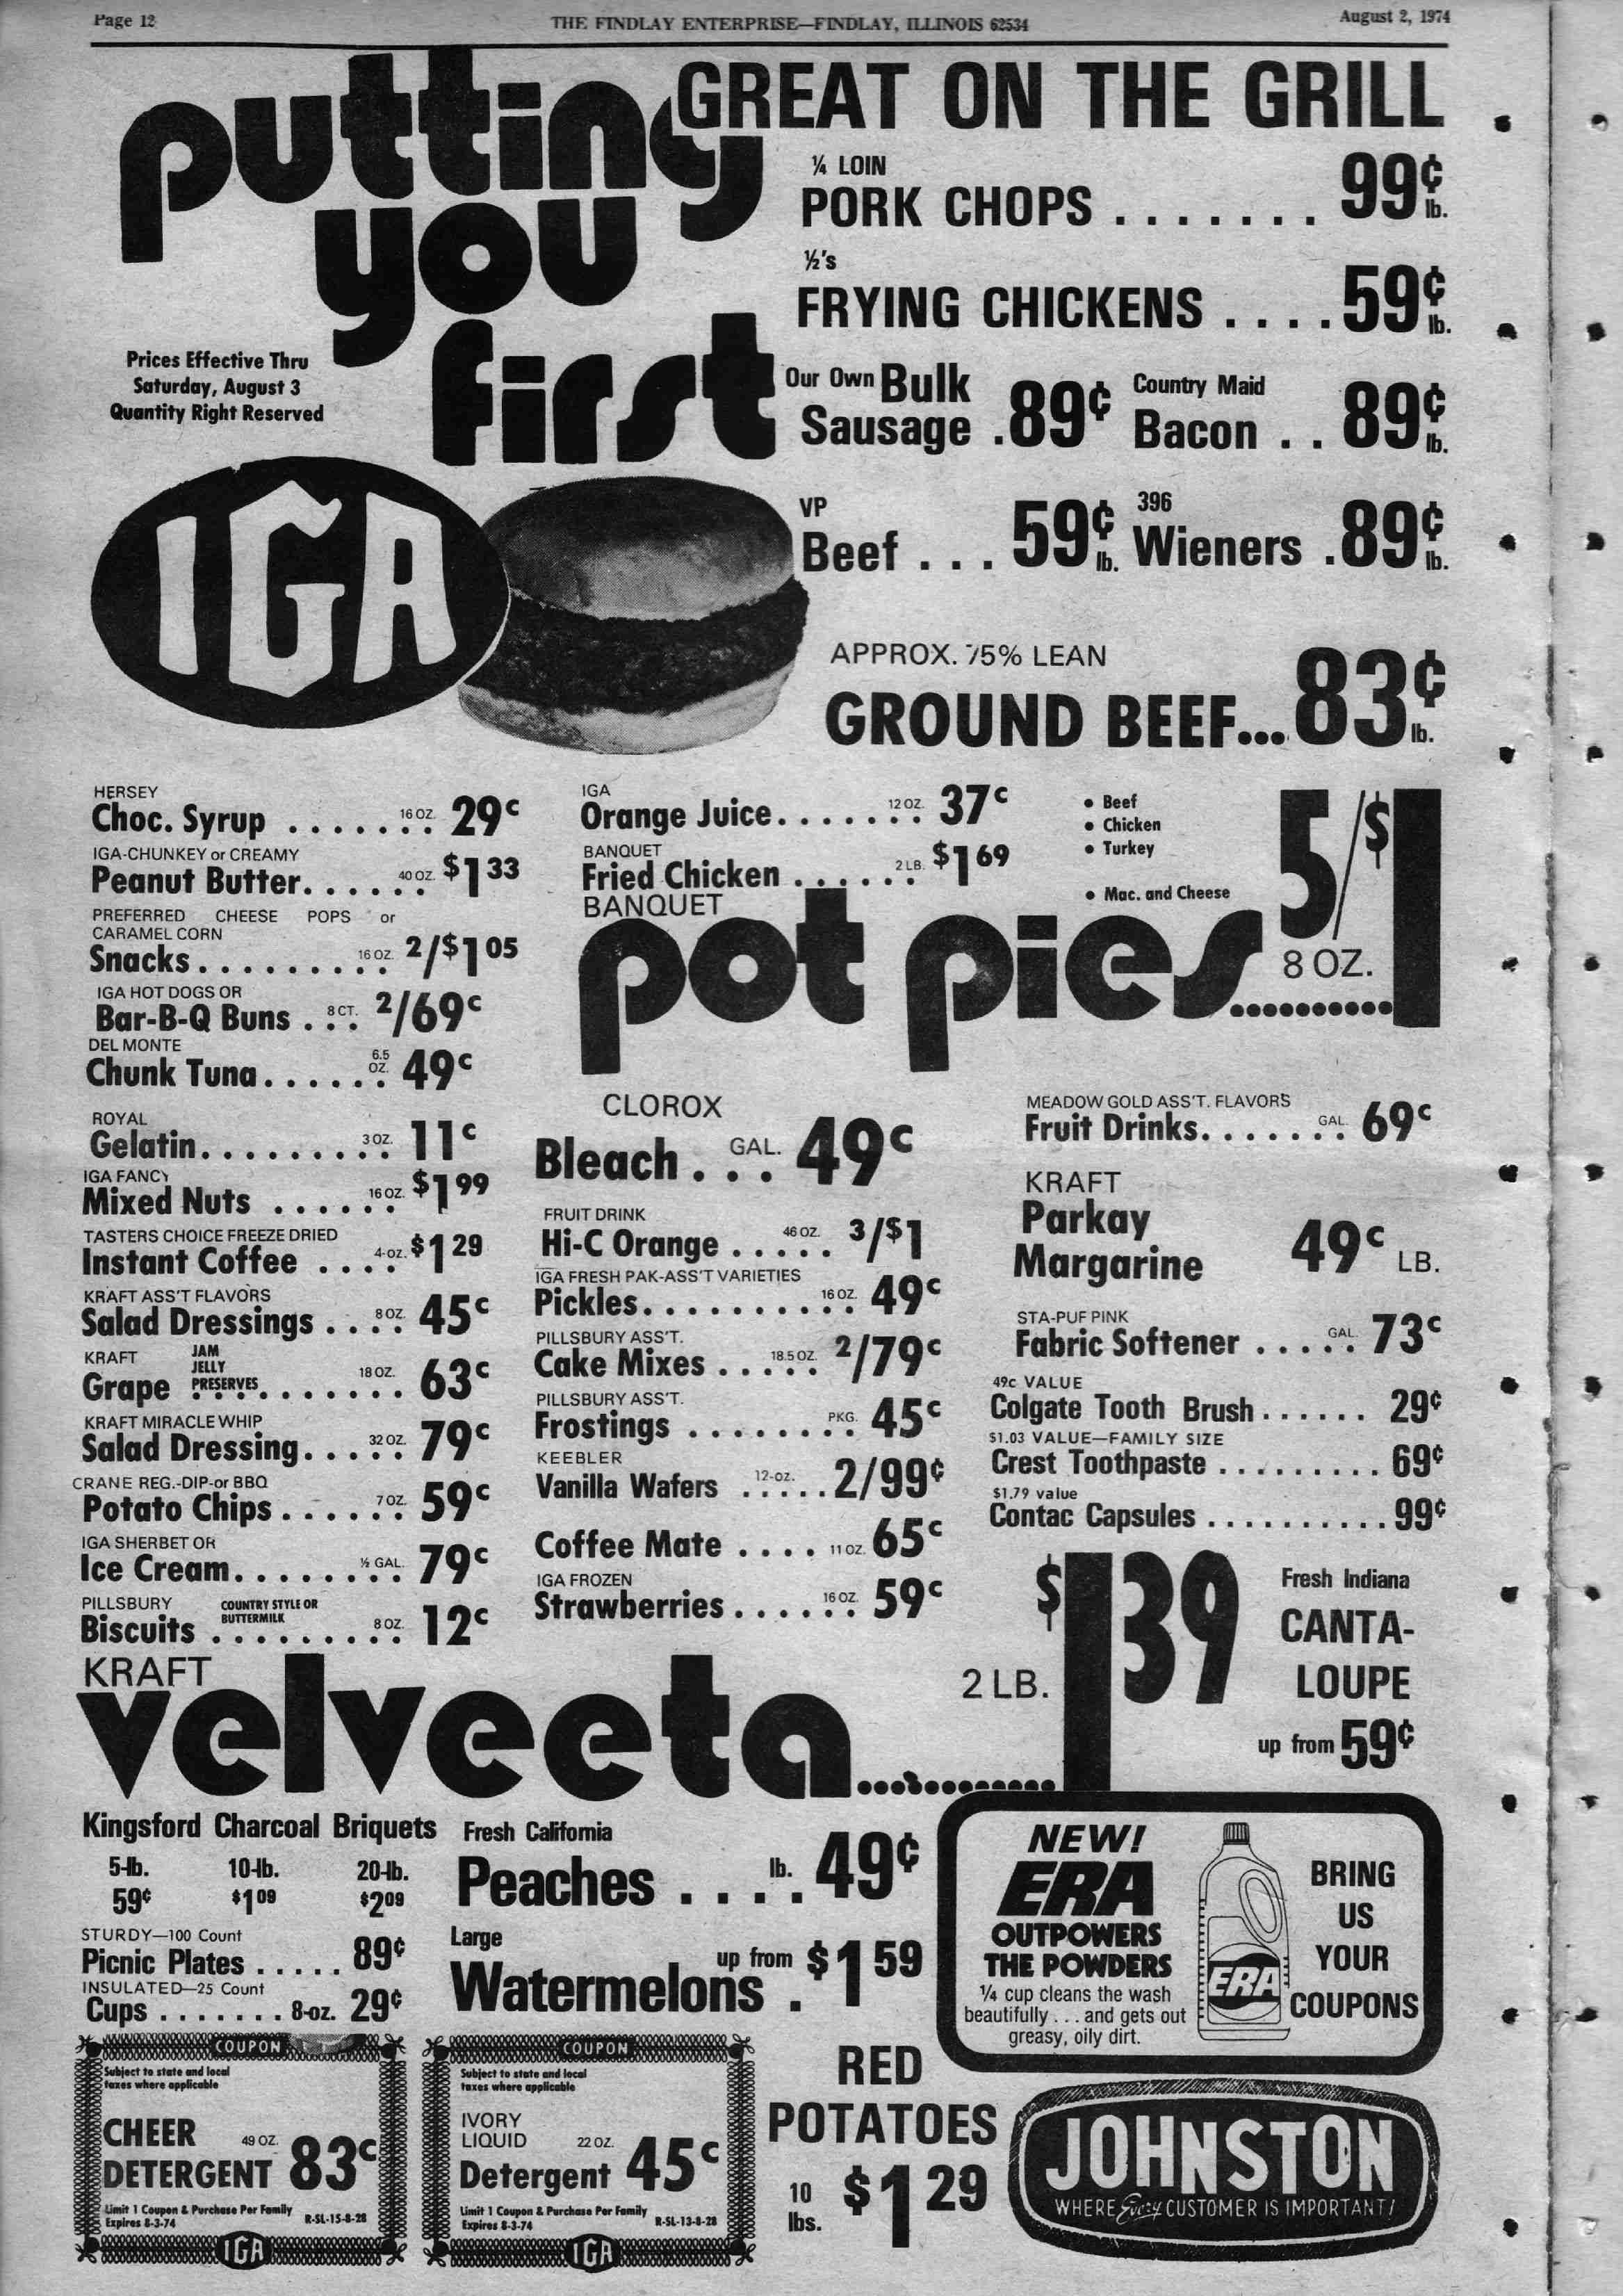 Page 12
THE FINDLAY ENTERPRISE—FINDLAY, ILLINOIS 62534
August 2, 1974
putting
you
first
Prices Effective Thru
Saturday, August 3
Quantity Right Reserved
IGA
GREAT ON THE GRILL
¼ LOIN
PORK CHOPS . . . . . . . 99¢ lb.
½'s
FRYING CHICKENS . . . . 59¢ lb.
Our Own Bulk
Sausage . 89¢
Country Maid
Bacon . . 89¢ lb.
VP
Beef . . . 59¢ lb.
396
Wieners . 89¢ lb.
APPROX. 75% LEAN
GROUND BEEF... 83¢ lb.
HERSEY
Choc. Syrup . . . . . . . 16 OZ. 29c
IGA-CHUNKEY or CREAMY
Peanut Butter. . . . . . 40 OZ. $1 33
PREFERRED CHEESE POPS or
CARAMEL CORN
Snacks . . . . . . . . . 16 OZ. 2/$1 05
IGA HOT DOGS OR
Bar-B-Q Buns . . . 8 CT. 2/69c
DEL MONTE
Chunk Tuna. . . . . . 6.5 OZ. 49c
ROYAL
Gelatin. . . . . . . . . 3 OZ. 11c
IGA FANCY
Mixed Nuts . . . . . . 16 OZ. $1 99
TASTERS CHOICE FREEZE DRIED
Instant Coffee . . . . 4-OZ. $1 29
KRAFT ASS'T FLAVORS
Salad Dressings . . . . 8 OZ. 45c
KRAFT
JAM
JELLY
PRESERVES
Grape . . . . . . . . . . 18 OZ. 63c
KRAFT MIRACLE WHIP
Salad Dressing. . . . . 32 OZ. 79c
CRANE REG.-DIP-or BBQ
Potato Chips . . . . . . 7 OZ. 59c
IGA SHERBET OR
Ice Cream. . . . . . . . ½ GAL. 79c
PILLSBURY
COUNTRY STYLE OR
BUTTERMILK
Biscuits . . . . . . . . . 8 OZ. 12c
IGA
Orange Juice. . . . . . . 12 OZ. 37c
BANQUET
Fried Chicken . . . . . . 2 LB. $1 69
BANQUET
pot pies...........
• Beef
• Chicken
• Turkey
• Mac. and Cheese
5/$1
8 OZ.
CLOROX
Bleach . . . GAL. 49c
FRUIT DRINK
Hi-C Orange . . . . . 46 OZ. 3/$1
IGA FRESH PAK-ASS'T VARIETIES
Pickles. . . . . . . . . . 16 OZ. 49c
PILLSBURY ASS'T.
Cake Mixes . . . . . 18.5 OZ. 2/79c
PILLSBURY ASS'T.
Frostings . . . . . . . . PKG. 45c
KEEBLER
Vanilla Wafers . . . . . 12-oz. 2/99¢
Coffee Mate . . . . 11 OZ. 65c
IGA FROZEN
Strawberries . . . . . . 16 OZ. 59c
MEADOW GOLD ASS'T. FLAVORS
Fruit Drinks. . . . . . . GAL. 69c
KRAFT
Parkay
Margarine 49c LB.
STA-PUF PINK
Fabric Softener . . . . . GAL. 73c
49c VALUE
Colgate Tooth Brush . . . . . . 29¢
$1.03 VALUE—FAMILY SIZE
Crest Toothpaste . . . . . . . . . 69¢
$1.79 value
Contac Capsules . . . . . . . . . . 99¢
KRAFT
velveeta............
2 LB. $1 39
Fresh Indiana
CANTA-
LOUPE
up from 59¢
Kingsford Charcoal Briquets
5-lb. 10-lb. 20-lb.
59¢ $1 09 $2 09
STURDY—100 Count
Picnic Plates . . . . . 89¢
INSULATED—25 Count
Cups . . . . . . . 8-oz. 29¢
Fresh California
Peaches . . . . lb. 49¢
Large
Watermelons . up from $1 59
NEW!
ERA
OUTPOWERS
THE POWDERS
¼ cup cleans the wash
beautifully . . . and gets out
greasy, oily dirt.
ERA
BRING
US
YOUR
COUPONS
COUPON
Subject to state and local
taxes where applicable
CHEER
DETERGENT 49 OZ. 83c
Limit 1 Coupon & Purchase Per Family
Expires 8-3-74
R-SL-15-8-28
IGA
COUPON
Subject to state and local
taxes where applicable
IVORY
LIQUID
Detergent 22 OZ. 45c
Limit 1 Coupon & Purchase Per Family
Expires 8-3-74
R-SL-13-8-28
IGA
RED
POTATOES
10 lbs. $1 29
JOHNSTON
WHERE Every CUSTOMER IS IMPORTANT!